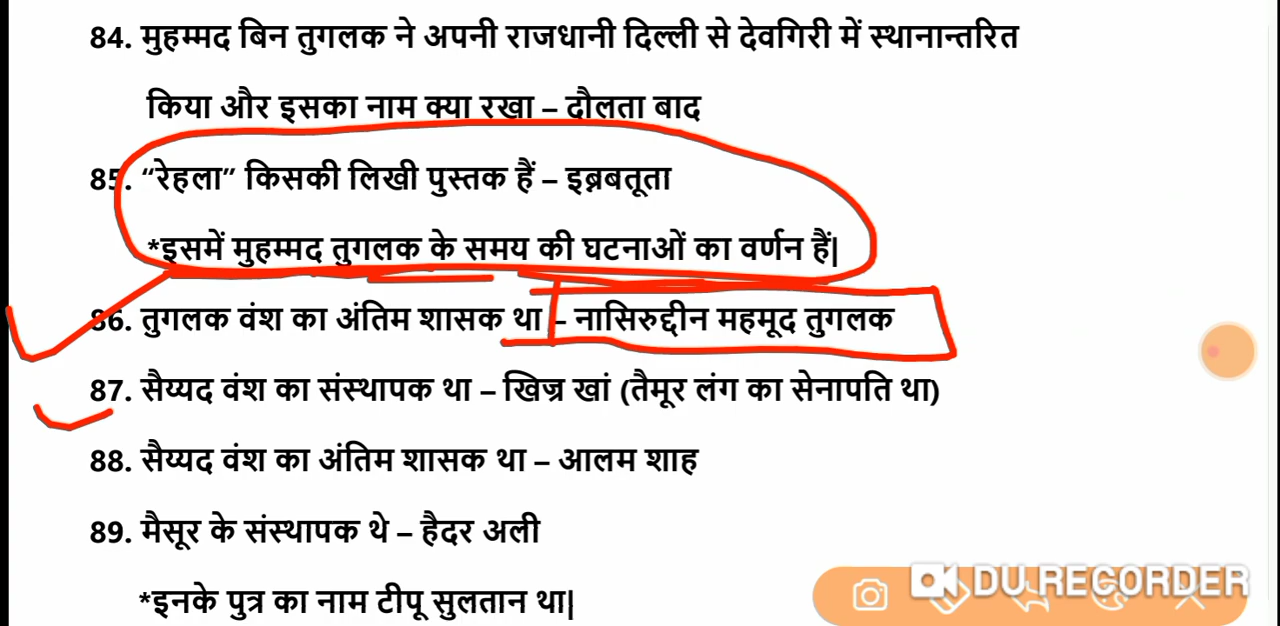 84. मुहम्मद बिन तुगलक ने अपनी राजधानी दिल्ली से देवगिरी में स्थानान्तरित
किया और इसका नाम क्या रखा – दौलता बाद
85. “रेहला” किसकी लिखी पुस्तक हैं – इब्नबतूता
*इसमें मुहम्मद तुगलक के समय की घटनाओं का वर्णन हैं|
86. तुगलक वंश का अंतिम शासक था – नासिरुद्दीन महमूद तुगलक
87. सैय्यद वंश का संस्थापक था – खिज्र खां (तैमूर लंग का सेनापति था)
88. सैय्यद वंश का अंतिम शासक था – आलम शाह
89. मैसूर के संस्थापक थे – हैदर अली
DU RECORDER
*इनके पुत्र का नाम टीपू सुलतान था|